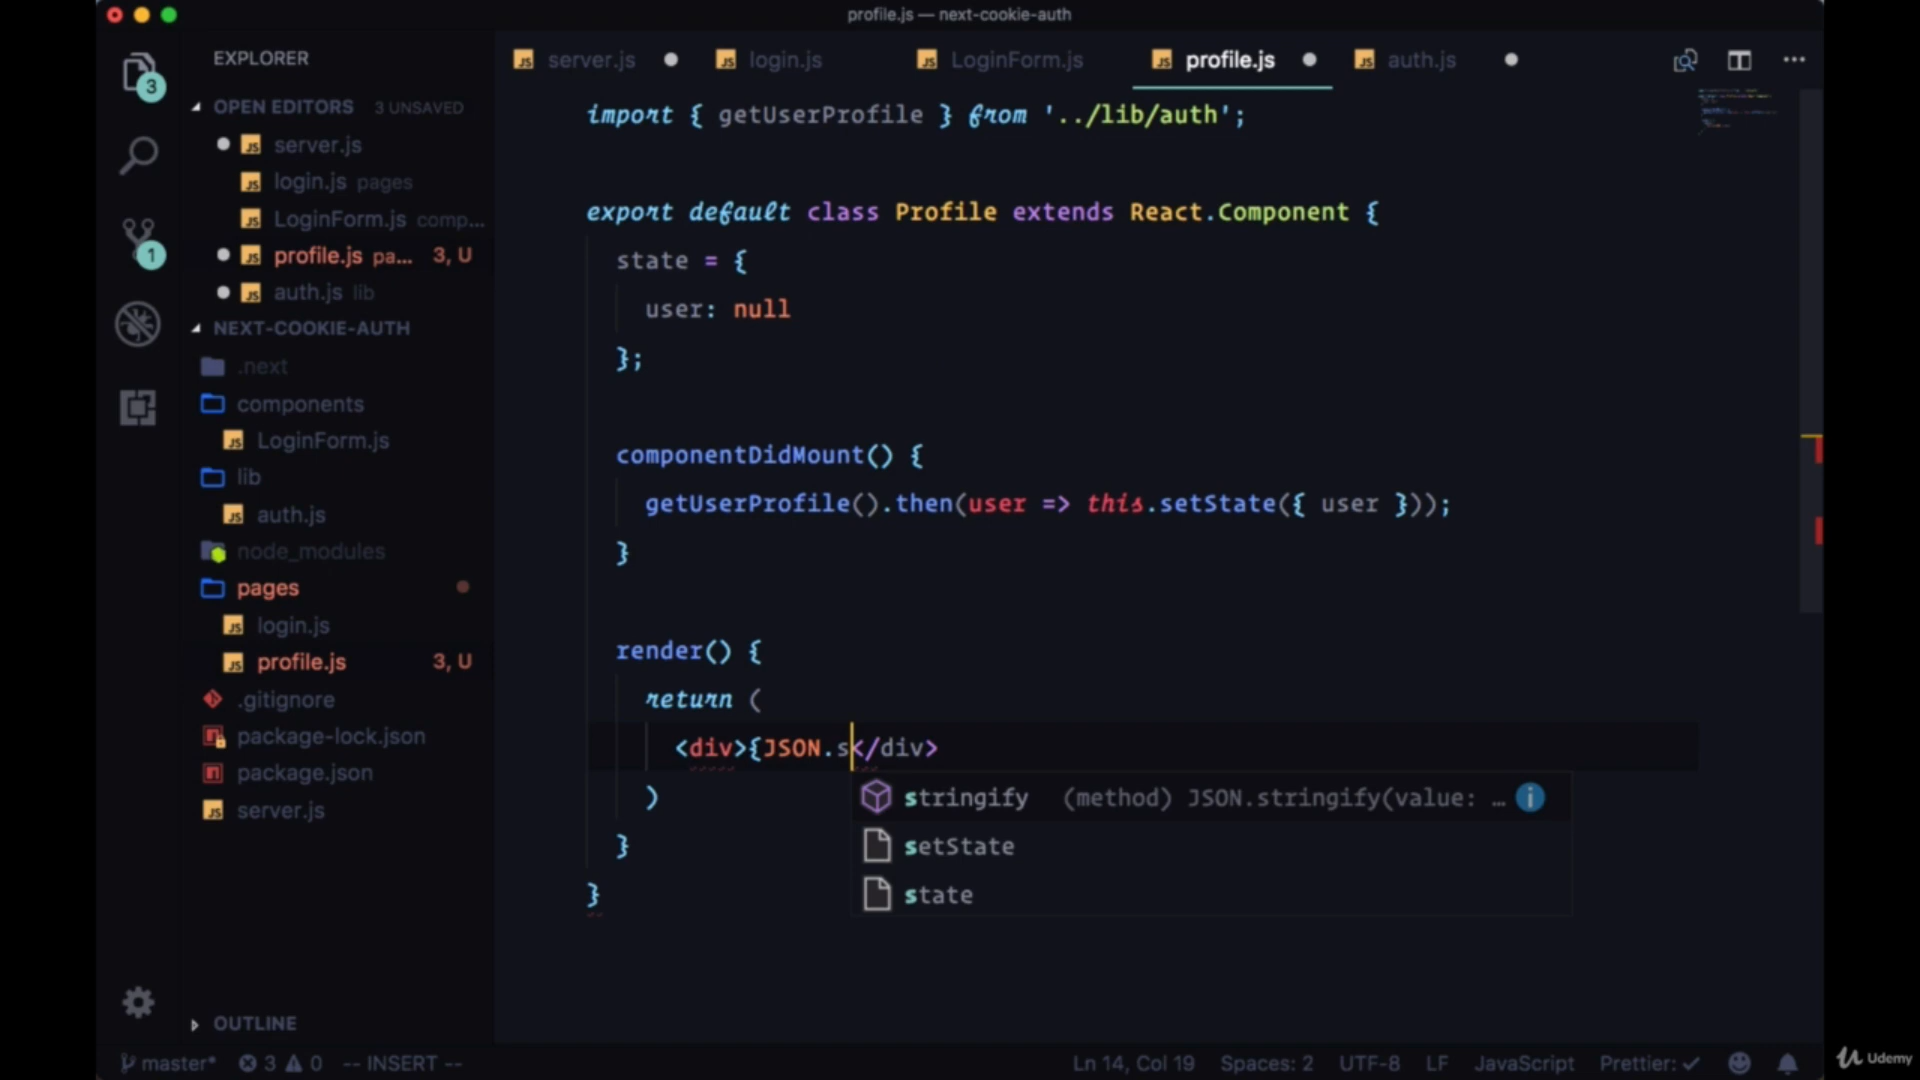 profile.js — next-cookie-auth
EXPLORER
OPEN EDITORS 3 UNSAVED
server.js
login.js pages
LoginForm.js comp...
profile.js pa... 3, U
auth.js lib
NEXT-COOKIE-AUTH
.next
components
LoginForm.js
lib
auth.js
node_modules
pages
login.js
profile.js 3, U
.gitignore
package-lock.json
package.json
server.js
OUTLINE
3
1
server.js login.js LoginForm.js profile.js auth.js
import { getUserProfile } from '../lib/auth';
export default class Profile extends React.Component {
state = {
user: null
};
componentDidMount() {
getUserProfile().then(user => this.setState({ user }));
}
render() {
return (
<div>{JSON.s</div>
)
}
}
stringify (method) JSON.stringify(value: …
setState
state
master* 3 0 -- INSERT -- Ln 14, Col 19 Spaces: 2 UTF-8 LF JavaScript Prettier: ✓
Udemy